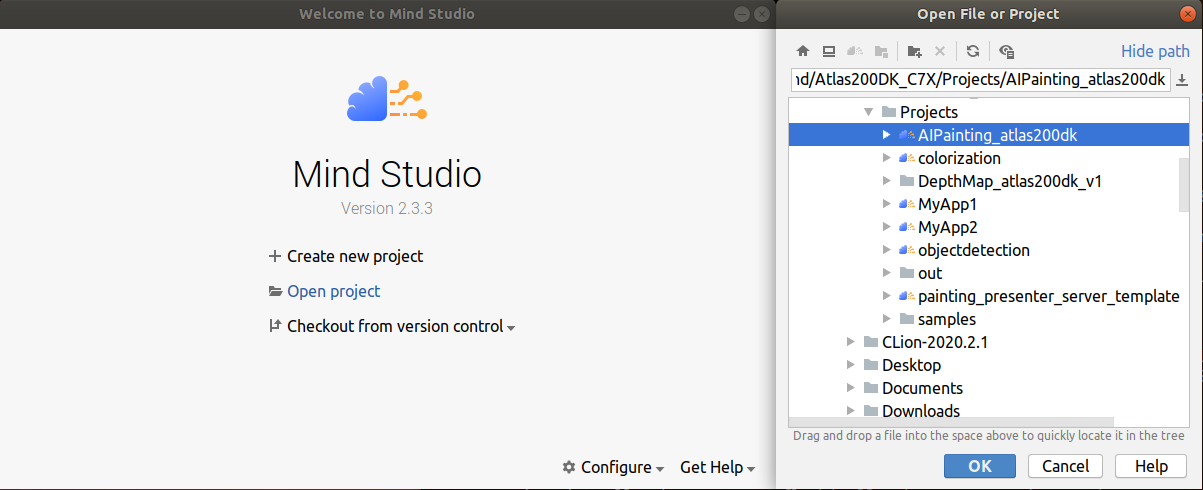 Welcome to Mind Studio
Mind Studio
Version 2.3.3
Create new project
Open project
Checkout from version control
Configure
Get Help
Open File or Project
Hide path
nd/Atlas200DK_C7X/Projects/AIPainting_atlas200dk
Projects
AIPainting_atlas200dk
colorization
DepthMap_atlas200dk_v1
MyApp1
MyApp2
objectdetection
out
painting_presenter_server_template
samples
CLion-2020.2.1
Desktop
Documents
Downloads
Drag and drop a file into the space above to quickly locate it in the tree
OK
Cancel
Help